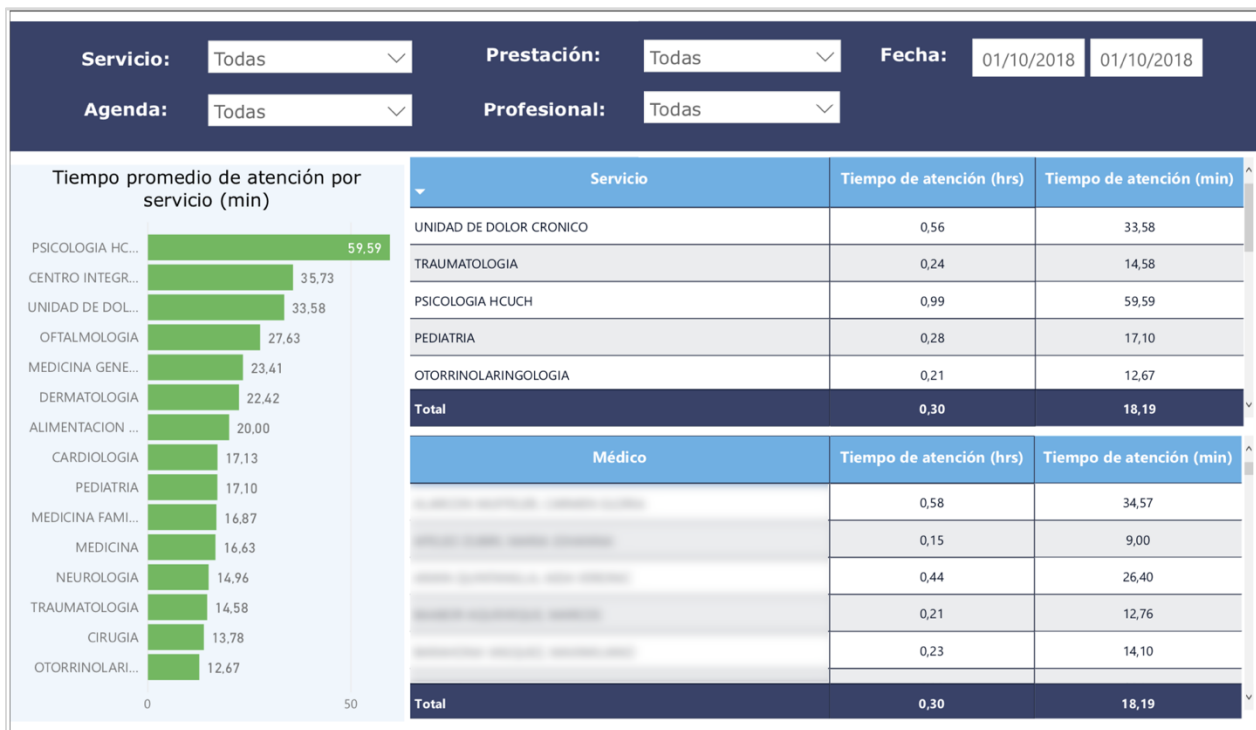 Servicio: Todas Prestación: Todas Fecha: 01/10/2018 01/10/2018
Agenda: Todas Profesional: Todas
Tiempo promedio de atención por
servicio (min)
PSICOLOGIA HC... 59,59
CENTRO INTEGR... 35,73
UNIDAD DE DOL... 33,58
OFTALMOLOGIA 27,63
MEDICINA GENE... 23,41
DERMATOLOGIA 22,42
ALIMENTACION ... 20,00
CARDIOLOGIA 17,13
PEDIATRIA 17,10
MEDICINA FAMI... 16,87
MEDICINA 16,63
NEUROLOGIA 14,96
TRAUMATOLOGIA 14,58
CIRUGIA 13,78
OTORRINOLARI... 12,67
0 50
Servicio Tiempo de atención (hrs) Tiempo de atención (min)
UNIDAD DE DOLOR CRONICO 0,56 33,58
TRAUMATOLOGIA 0,24 14,58
PSICOLOGIA HCUCH 0,99 59,59
PEDIATRIA 0,28 17,10
OTORRINOLARINGOLOGIA 0,21 12,67
Total 0,30 18,19
Médico Tiempo de atención (hrs) Tiempo de atención (min)
0,58 34,57
0,15 9,00
0,44 26,40
0,21 12,76
0,23 14,10
Total 0,30 18,19